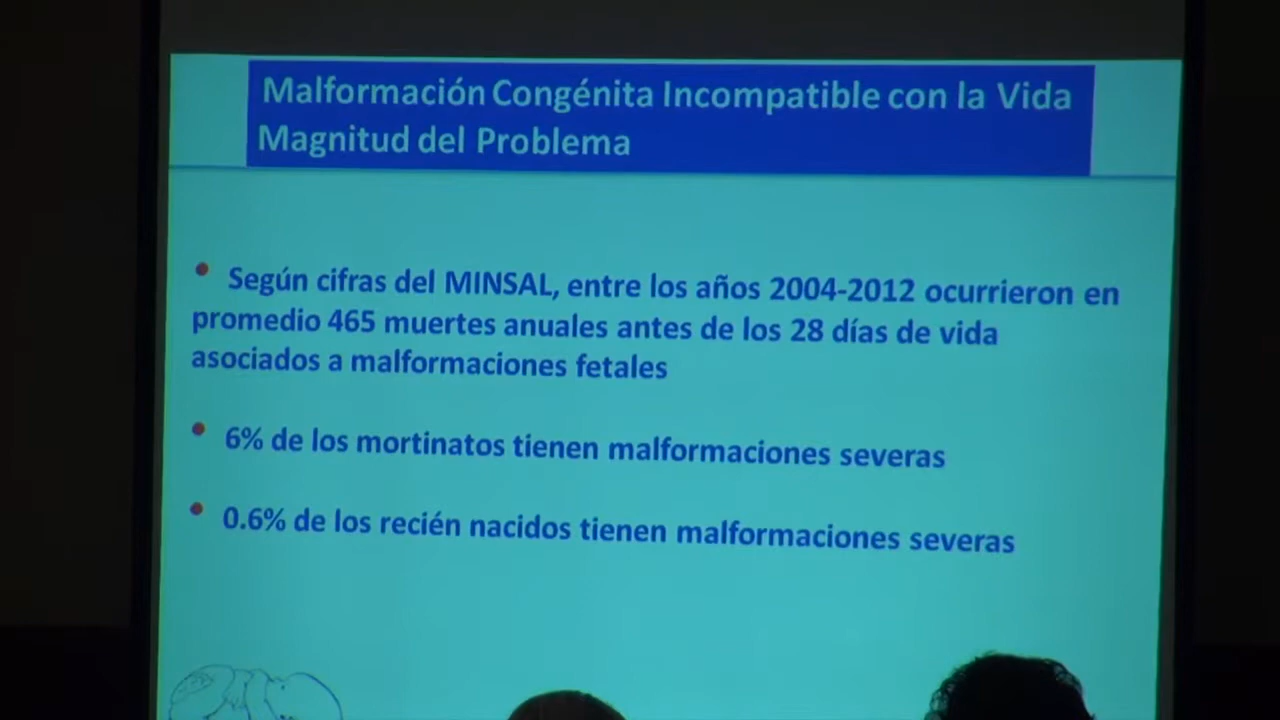 Malformación Congénita Incompatible con la Vida
Magnitud del Problema
• Según cifras del MINSAL, entre los años 2004-2012 ocurrieron en
promedio 465 muertes anuales antes de los 28 días de vida
asociados a malformaciones fetales
• 6% de los mortinatos tienen malformaciones severas
• 0.6% de los recién nacidos tienen malformaciones severas